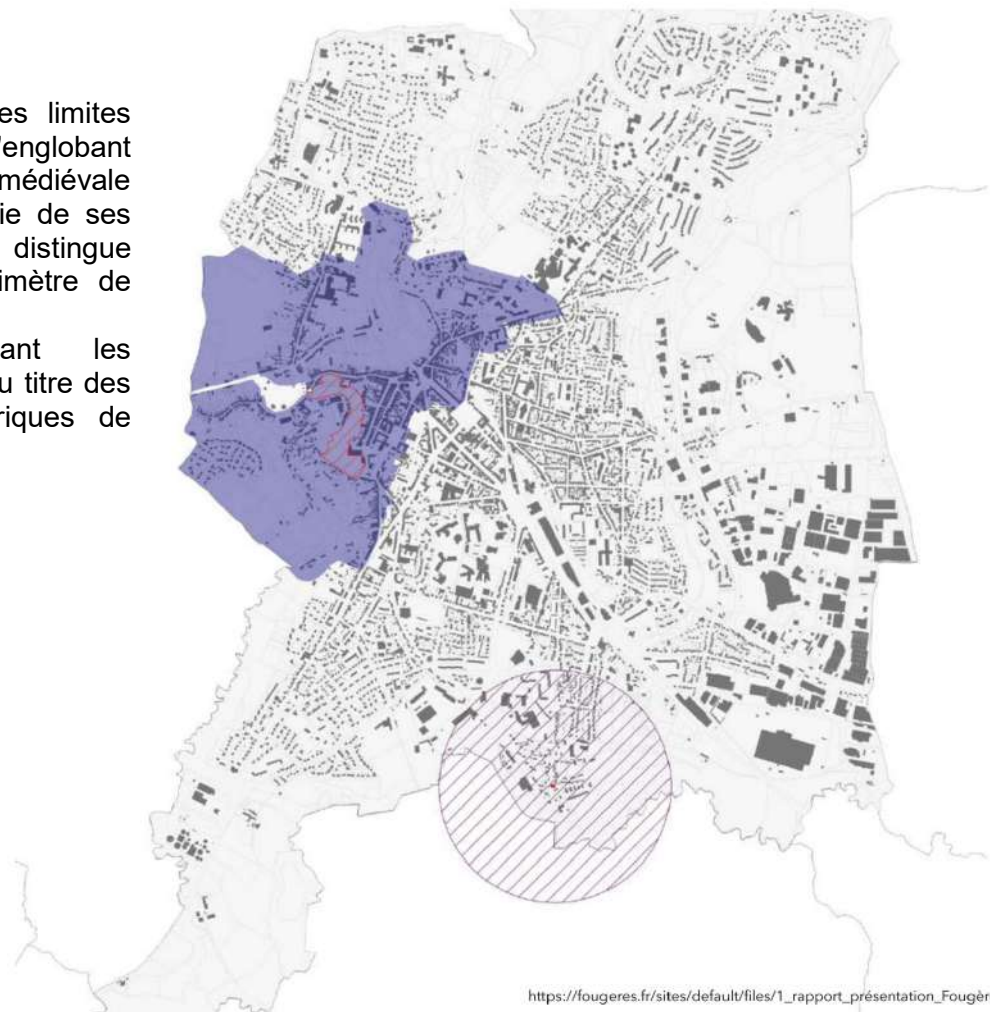 es limites
'englobant
médiévale
ie de ses
distingue
imètre de
ant les
u titre des
riques de
https://fougeres.fr/sites/default/files/1_rapport_présentation_Fougèr